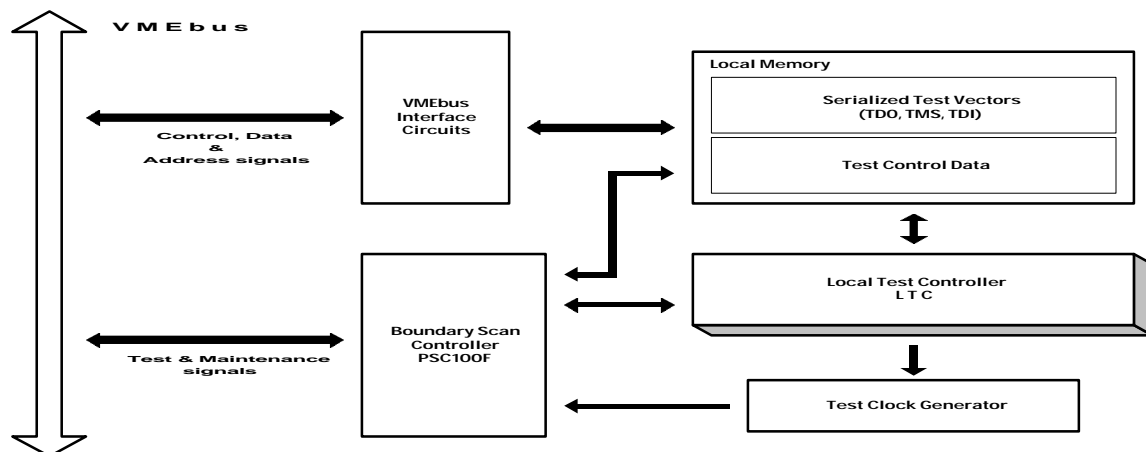 VMEbus
Control, Data
&
Address signals
VMEbus
Interface
Circuits
Local Memory
Serialized Test Vectors
(TDO, TMS, TDI)
Test Control Data
Local Test Controller
LTC
Boundary Scan
Controller
PSC100F
Test & Maintenance
signals
Test Clock Generator